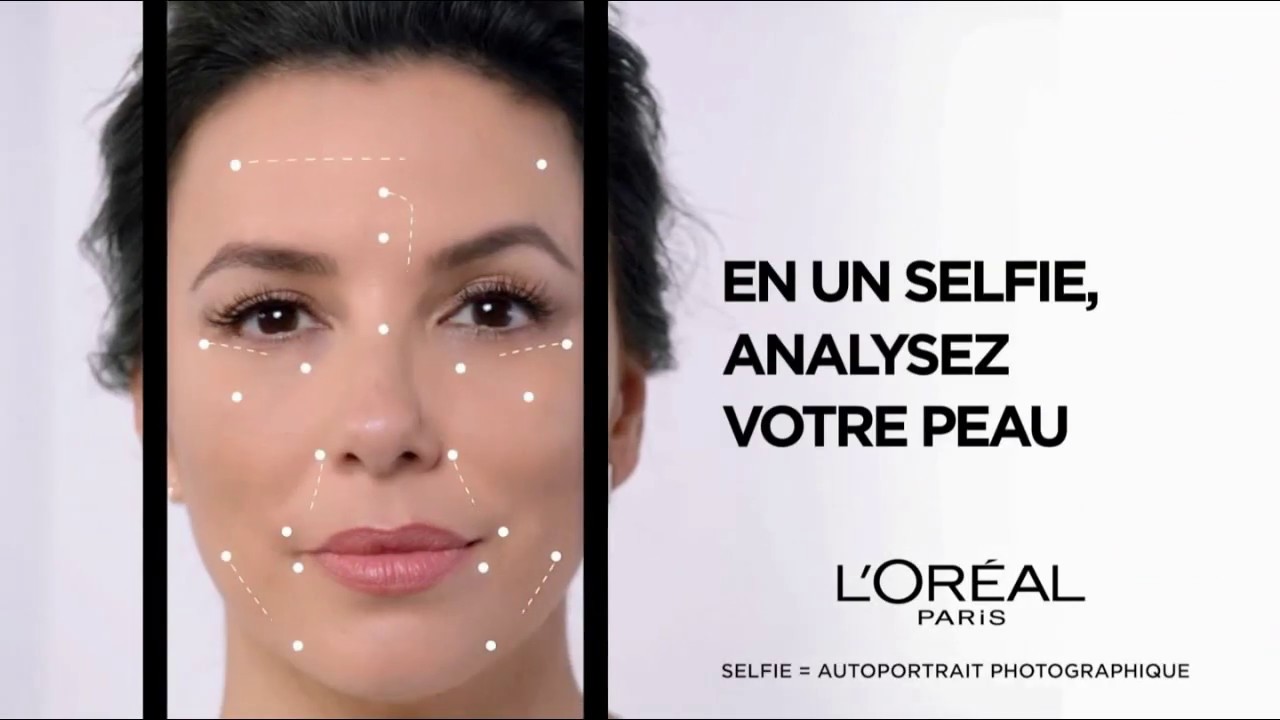 EN UN SELFIE,
ANALYSEZ
VOTRE PEAU
L'ORÉAL
PARiS
SELFIE = AUTOPORTRAIT PHOTOGRAPHIQUE